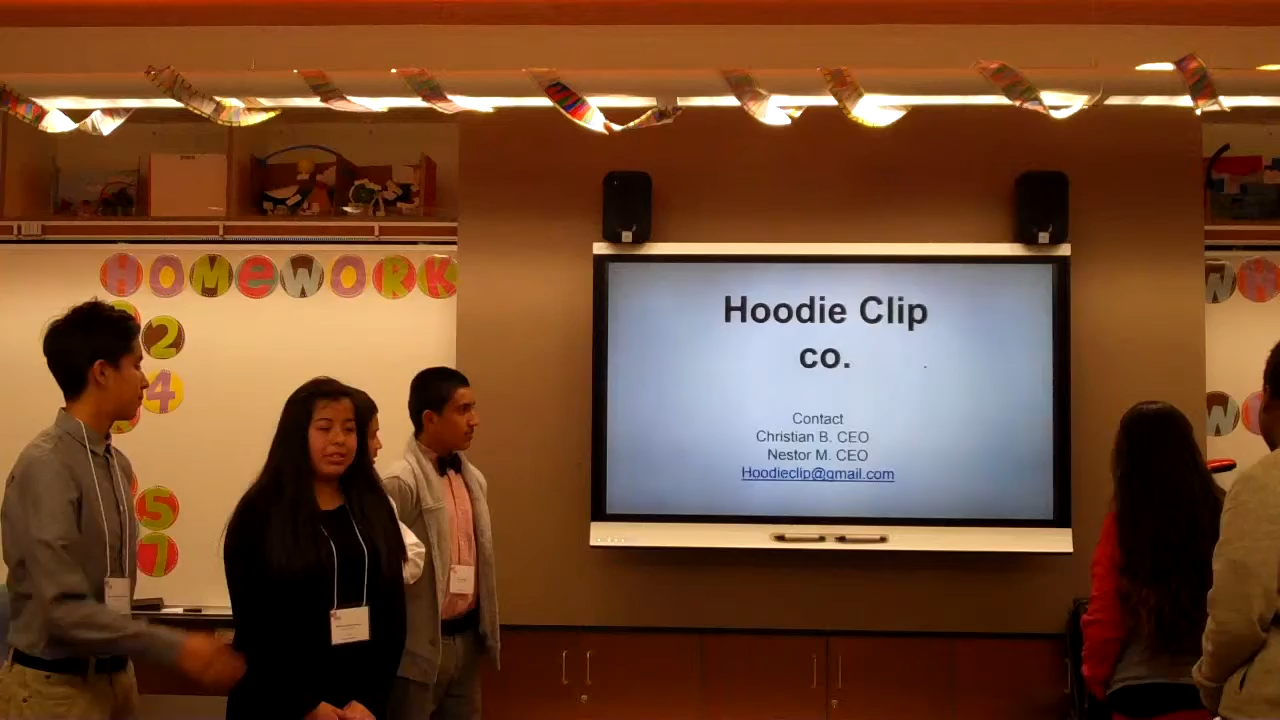 HOMEWORK
2
4
5
7
Hoodie Clip
co.
Contact
Christian B. CEO
Nestor M. CEO
Hoodieclip@gmail.com
W H
W